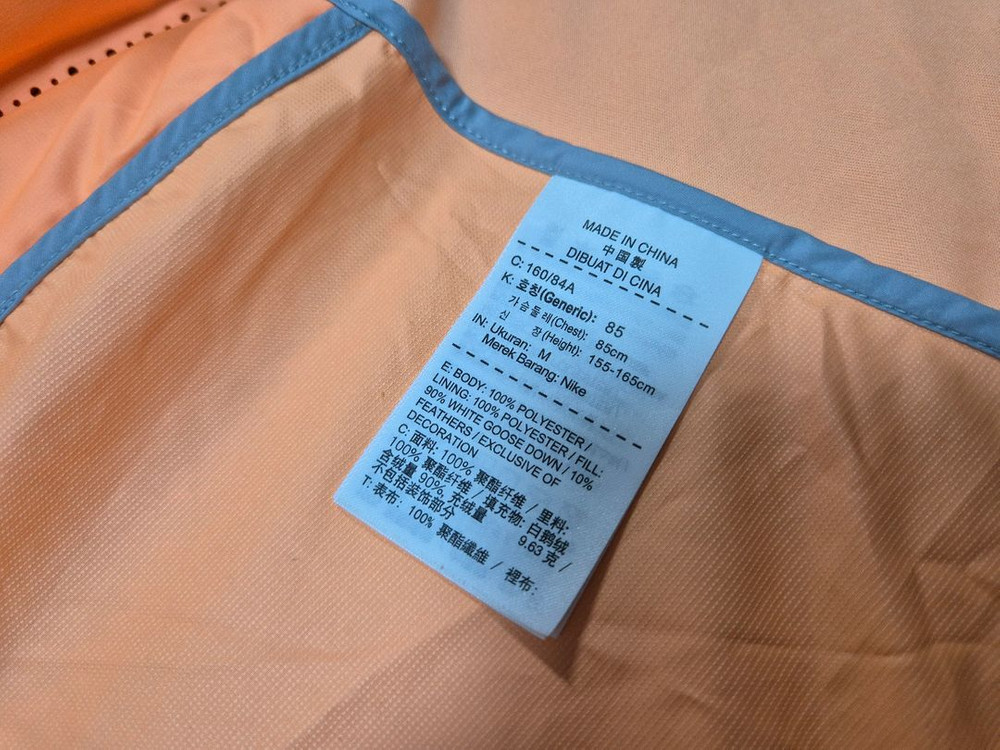 MADE IN CHINA
中国製
DIBUAT DI CINA
C: 160/84A
K: 호칭(Generic): 85
가슴둘레(Chest): 85cm
신 장(Height): 155-165cm
IN: Ukuran: M
Merek Barang: Nike
E: BODY: 100% POLYESTER /
LINING: 100% POLYESTER / FILL:
90% WHITE GOOSE DOWN / 10%
FEATHERS / EXCLUSIVE OF
DECORATION
C: 面料: 100% 聚酯纤维 / 里料:
100% 聚酯纤维 / 填充物: 白鹅绒
含绒量 90%, 充绒量 9.63 克 /
不包括装饰部分
T: 表布: 100% 聚酯纖維 / 裡布: